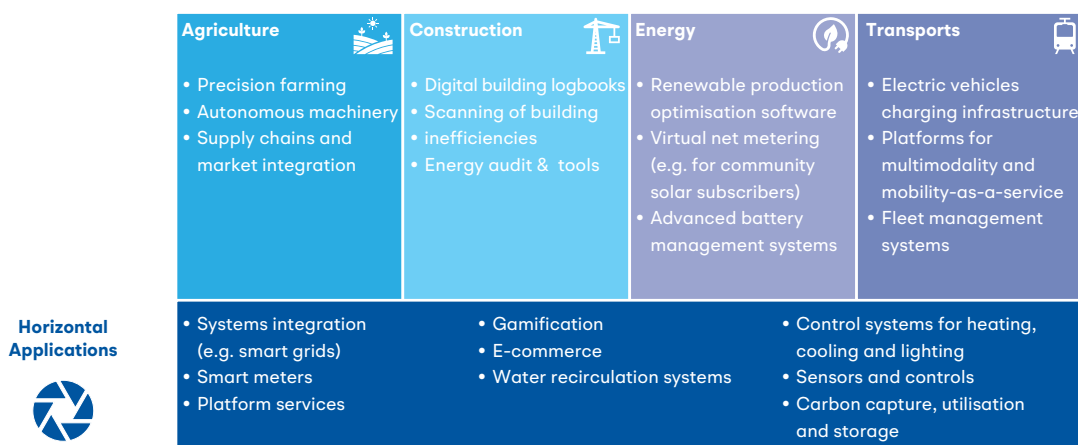 Agriculture
• Precision farming
• Autonomous machinery
• Supply chains and
market integration
Construction
• Digital building logbooks
• Scanning of building
• inefficiencies
• Energy audit & tools
Energy
• Renewable production
optimisation software
• Virtual net metering
(e.g. for community
solar subscribers)
• Advanced battery
management systems
Transports
• Electric vehicles
charging infrastructure
• Platforms for
multimodality and
mobility-as-a-service
• Fleet management
systems
Horizontal
Applications
• Systems integration
(e.g. smart grids)
• Smart meters
• Platform services
• Gamification
• E-commerce
• Water recirculation systems
• Control systems for heating,
cooling and lighting
• Sensors and controls
• Carbon capture, utilisation
and storage